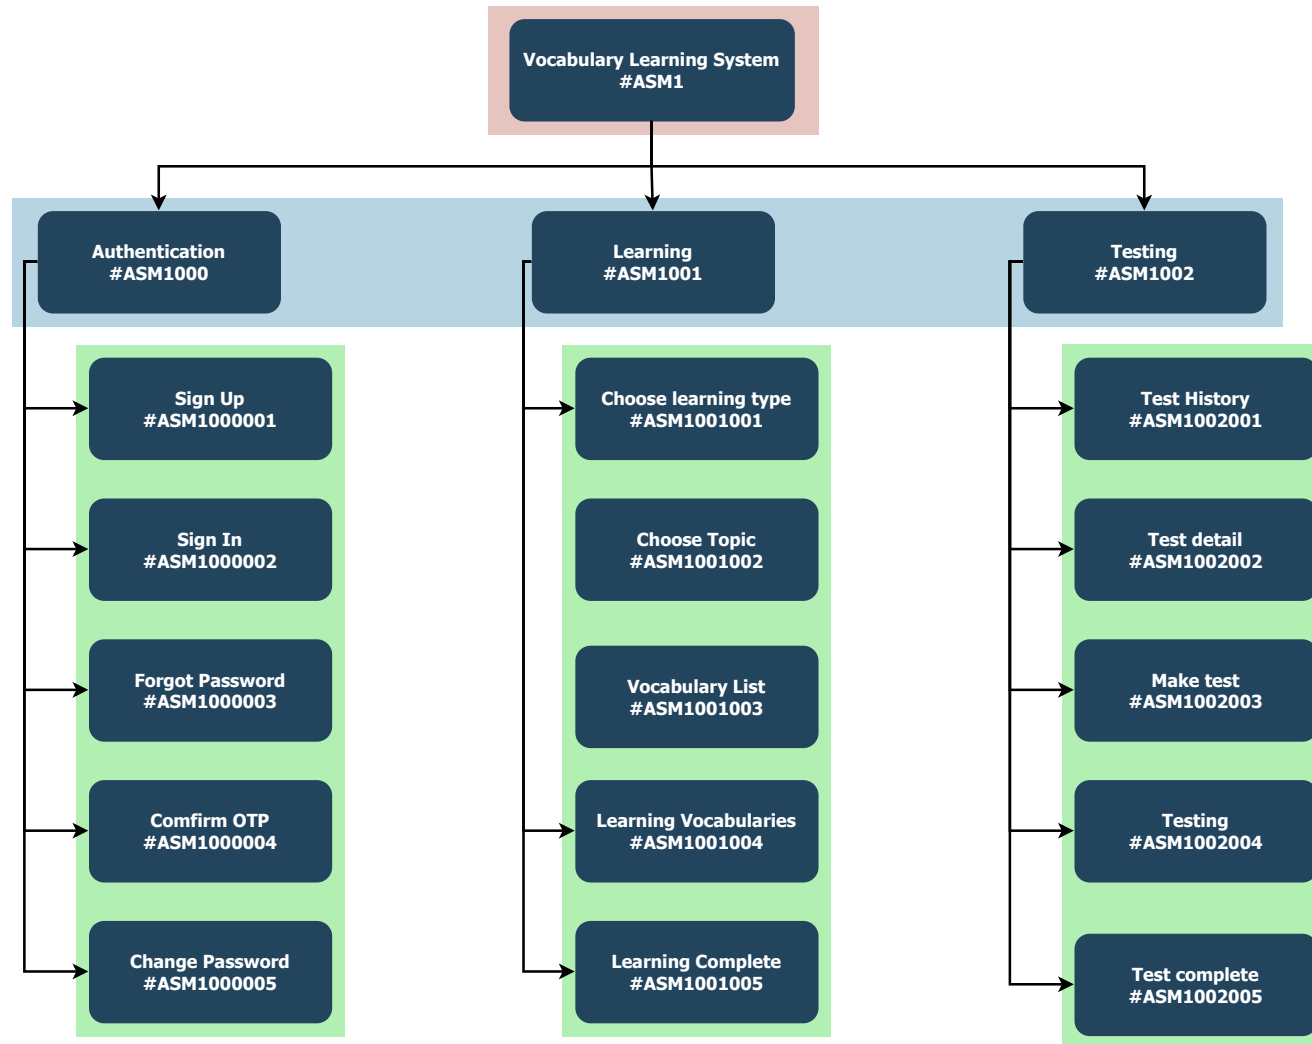 Vocabulary Learning System
#ASM1
Authentication
#ASM1000
Learning
#ASM1001
Testing
#ASM1002
Sign Up
#ASM1000001
Sign In
#ASM1000002
Forgot Password
#ASM1000003
Comfirm OTP
#ASM1000004
Change Password
#ASM1000005
Choose learning type
#ASM1001001
Choose Topic
#ASM1001002
Vocabulary List
#ASM1001003
Learning Vocabularies
#ASM1001004
Learning Complete
#ASM1001005
Test History
#ASM1002001
Test detail
#ASM1002002
Make test
#ASM1002003
Testing
#ASM1002004
Test complete
#ASM1002005